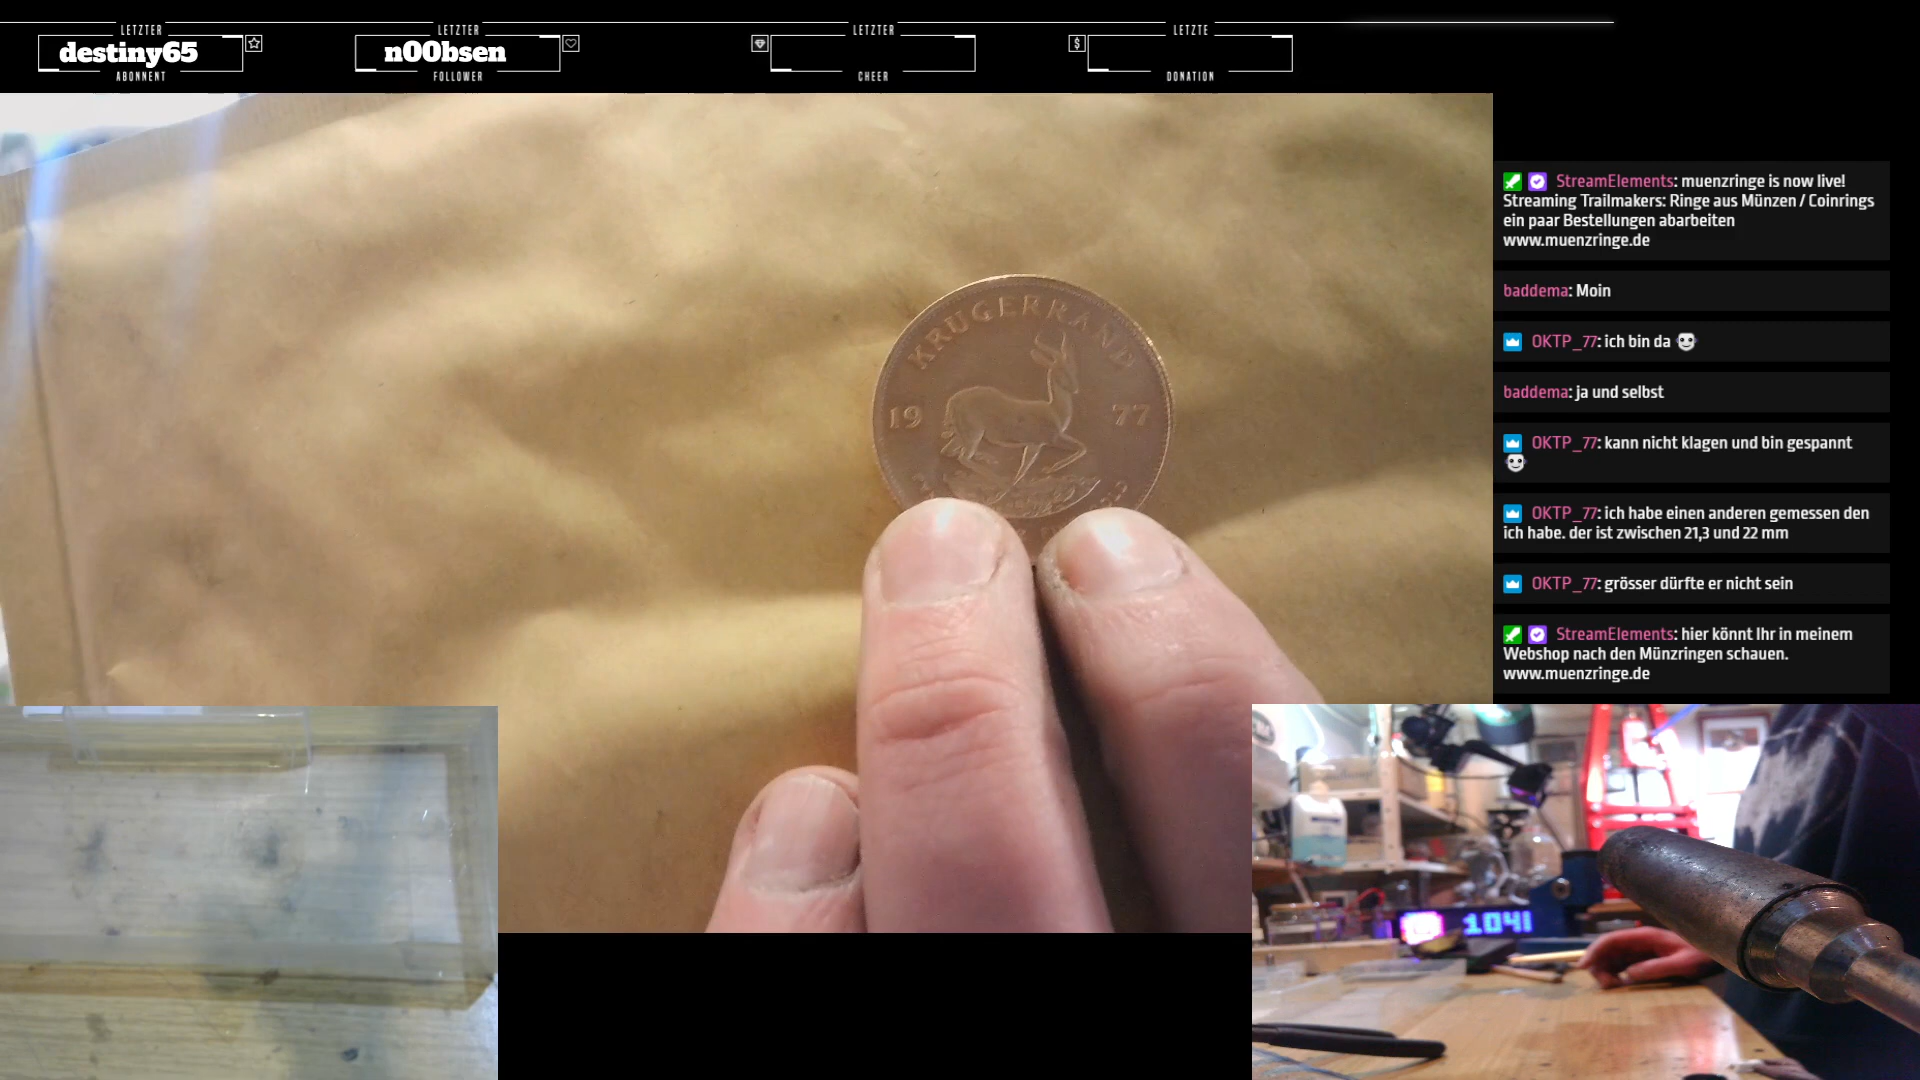 LETZTER
destiny65
ABONNENT
LETZTER
n00bsen
FOLLOWER
LETZTER
CHEER
LETZTE
$
DONATION
KRUGERRAND
19 77
StreamElements: muenzringe is now live!
Streaming Trailmakers: Ringe aus Münzen / Coinrings
ein paar Bestellungen abarbeiten
www.muenzringe.de
baddema: Moin
OKTP_77: ich bin da
baddema: ja und selbst
OKTP_77: kann nicht klagen und bin gespannt
OKTP_77: ich habe einen anderen gemessen den
ich habe. der ist zwischen 21,3 und 22 mm
OKTP_77: grösser dürfte er nicht sein
StreamElements: hier könnt Ihr in meinem
Webshop nach den Münzringen schauen.
www.muenzringe.de
1041